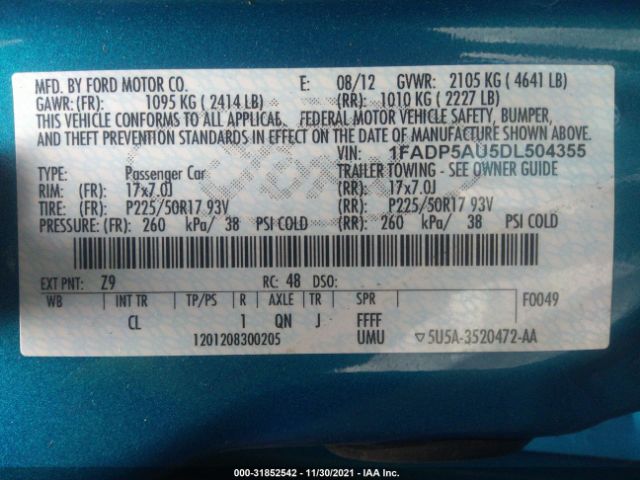 MFD. BY FORD MOTOR CO. E: 08/12 GVWR: 2105 KG ( 4641 LB)
GAWR: (FR): 1095 KG ( 2414 LB) (RR): 1010 KG ( 2227 LB)
THIS VEHICLE CONFORMS TO ALL APPLICABLE FEDERAL MOTOR VEHICLE SAFETY, BUMPER,
AND THEFT PREVENTION STANDARDS IN EFFECT ON THE DATE OF MANUFACTURE SHOWN ABOVE.
VIN: 1FADP5AU5DL504355
TYPE: Passenger Car TRAILER TOWING - SEE OWNER GUIDE
RIM: (FR): 17x7.0J (RR): 17x7.0J
TIRE: (FR): P225/50R17 93V (RR): P225/50R17 93V
PRESSURE: (FR): 260 kPa/ 38 PSI COLD (RR): 260 kPa/ 38 PSI COLD
EXT PNT: Z9 RC: 48 DSO:
WB INT TR TP/PS R AXLE TR SPR F0049
CL 1 QN J FFFF
1201208300205 UMU ▽5U5A-3520472-AA
000-31852542 - 11/30/2021 - IAA Inc.